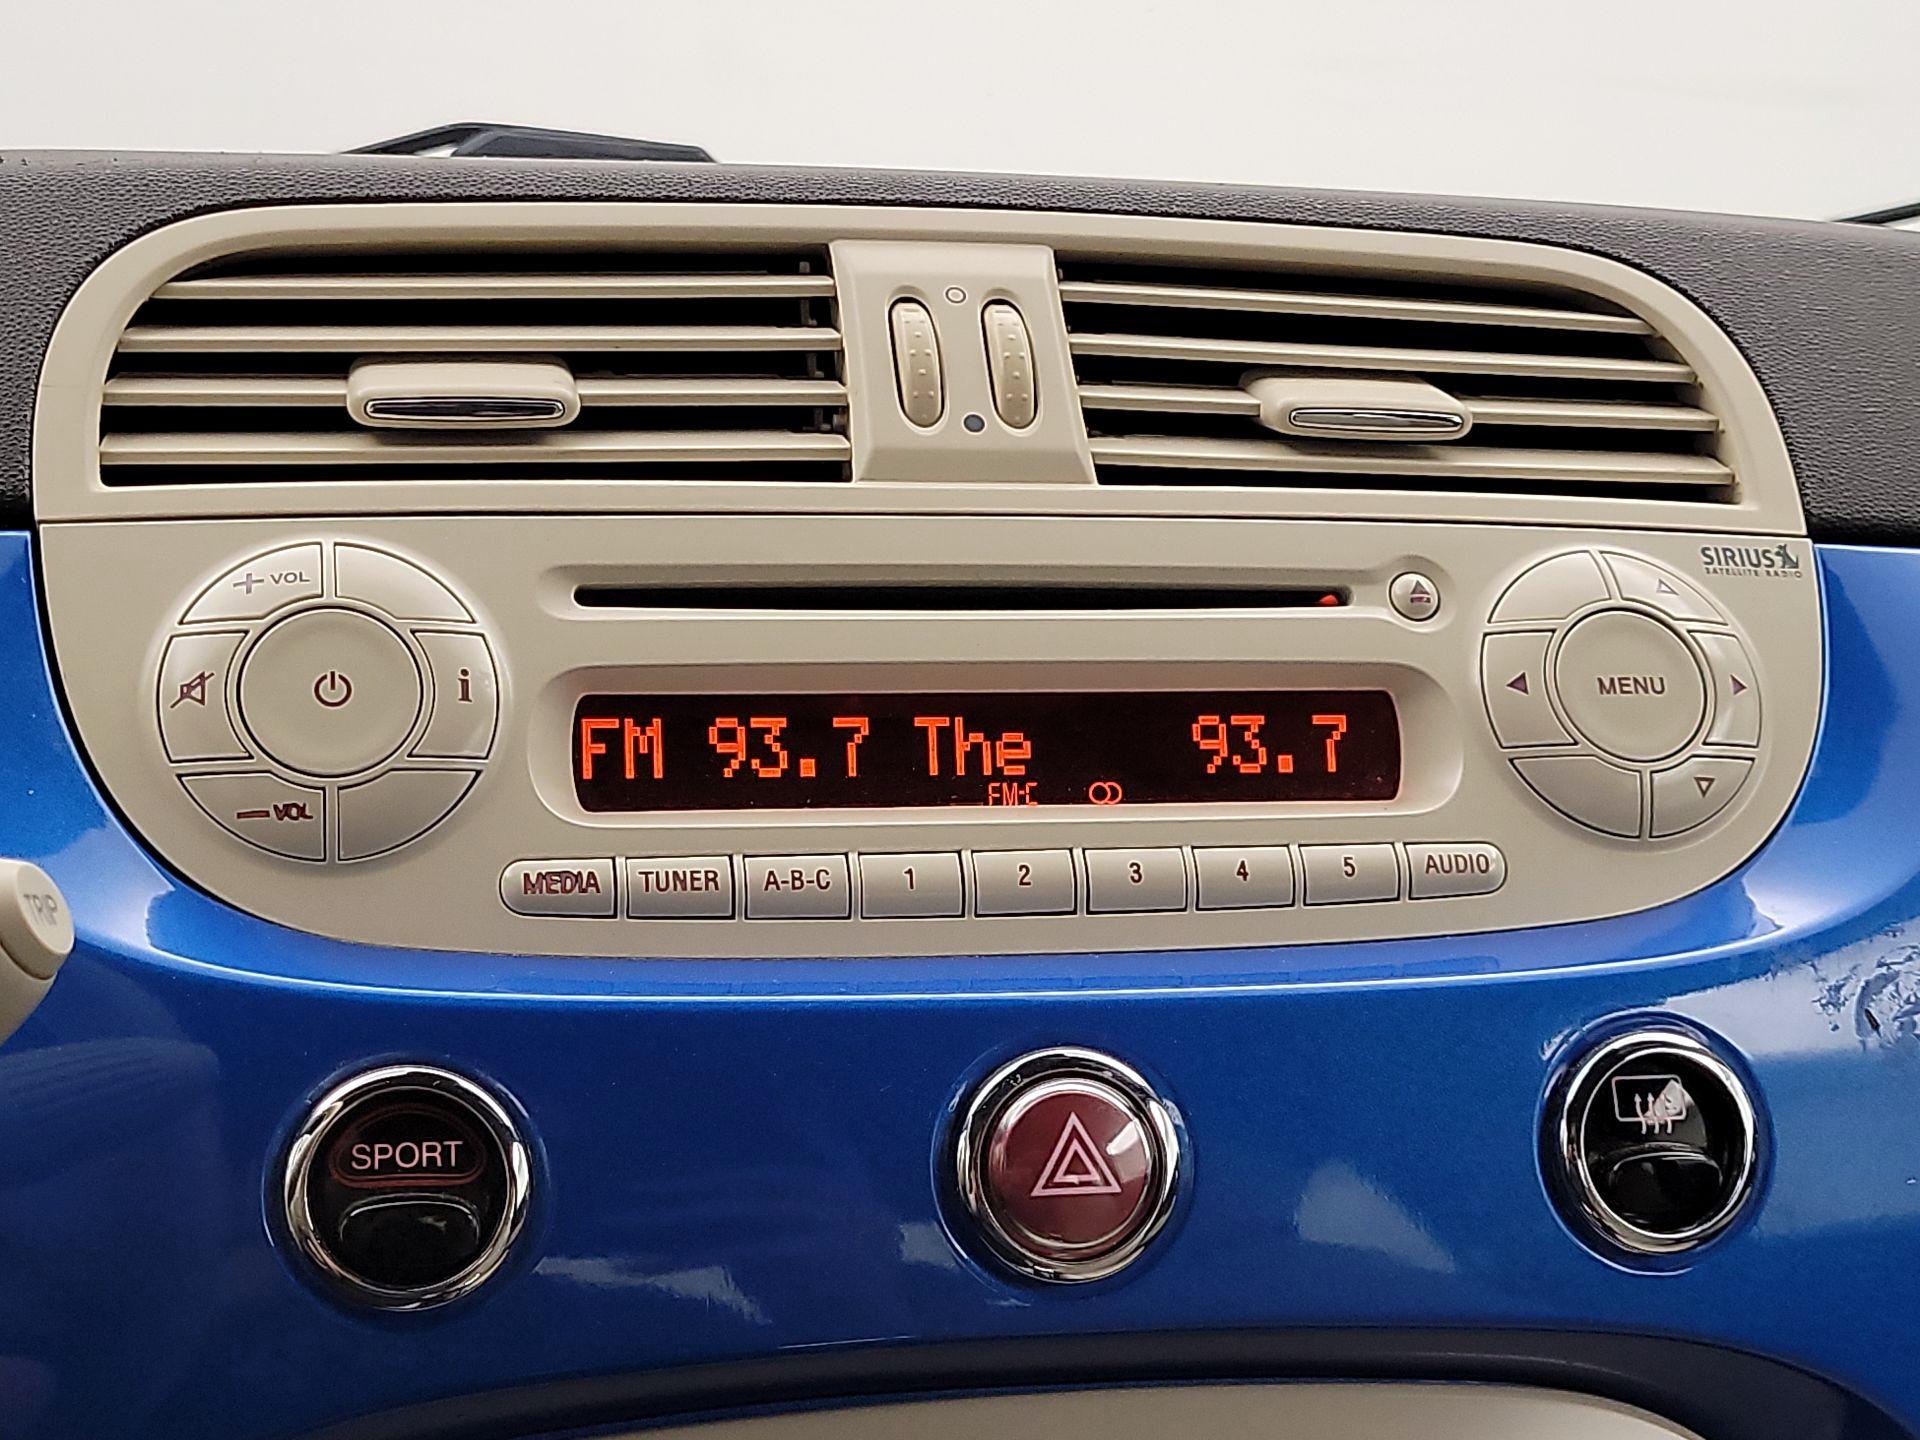 VOL
i
VOL
SIRIUS
SATELLITE RADIO
MENU
FM 93.7 The 93.7
FM-C
MEDIA TUNER A-B-C 1 2 3 4 5 AUDIO
TRIP
SPORT